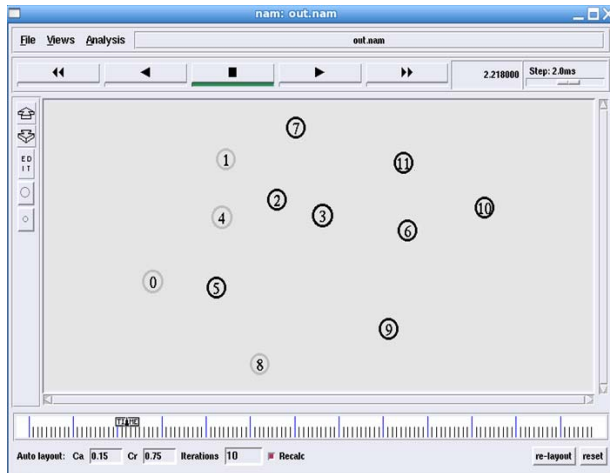 nam: out.nam
File Views Analysis out.nam
2.218000 Step: 2.0ms
7
1
11
ED
IT
2
10
4
3
6
0
5
9
8
TIME
Auto layout: Ca 0.15 Cr 0.75 Iterations 10 Recalc re-layout reset